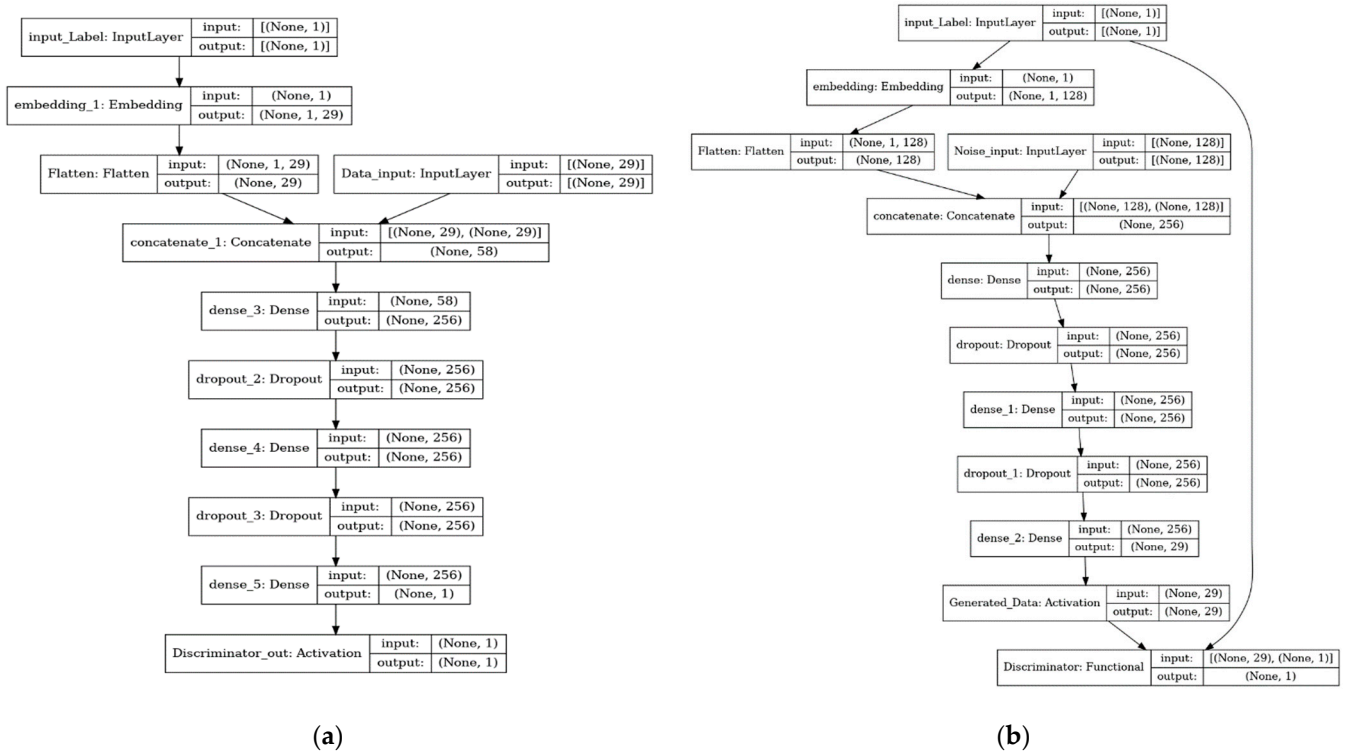 input_Label: InputLayer
input: [(None, 1)]
output: [(None, 1)]
embedding_1: Embedding
input: (None, 1)
output: (None, 1, 29)
Flatten: Flatten
input: (None, 1, 29)
output: (None, 29)
Data_input: InputLayer
input: [(None, 29)]
output: [(None, 29)]
concatenate_1: Concatenate
input: [(None, 29), (None, 29)]
output: (None, 58)
dense_3: Dense
input: (None, 58)
output: (None, 256)
dropout_2: Dropout
input: (None, 256)
output: (None, 256)
dense_4: Dense
input: (None, 256)
output: (None, 256)
dropout_3: Dropout
input: (None, 256)
output: (None, 256)
dense_5: Dense
input: (None, 256)
output: (None, 1)
Discriminator_out: Activation
input: (None, 1)
output: (None, 1)
(a)
input_Label: InputLayer
input: [(None, 1)]
output: [(None, 1)]
embedding: Embedding
input: (None, 1)
output: (None, 1, 128)
Flatten: Flatten
input: (None, 1, 128)
output: (None, 128)
Noise_input: InputLayer
input: [(None, 128)]
output: [(None, 128)]
concatenate: Concatenate
input: [(None, 128), (None, 128)]
output: (None, 256)
dense: Dense
input: (None, 256)
output: (None, 256)
dropout: Dropout
input: (None, 256)
output: (None, 256)
dense_1: Dense
input: (None, 256)
output: (None, 256)
dropout_1: Dropout
input: (None, 256)
output: (None, 256)
dense_2: Dense
input: (None, 256)
output: (None, 29)
Generated_Data: Activation
input: (None, 29)
output: (None, 29)
Discriminator: Functional
input: [(None, 29), (None, 1)]
output: (None, 1)
(b)